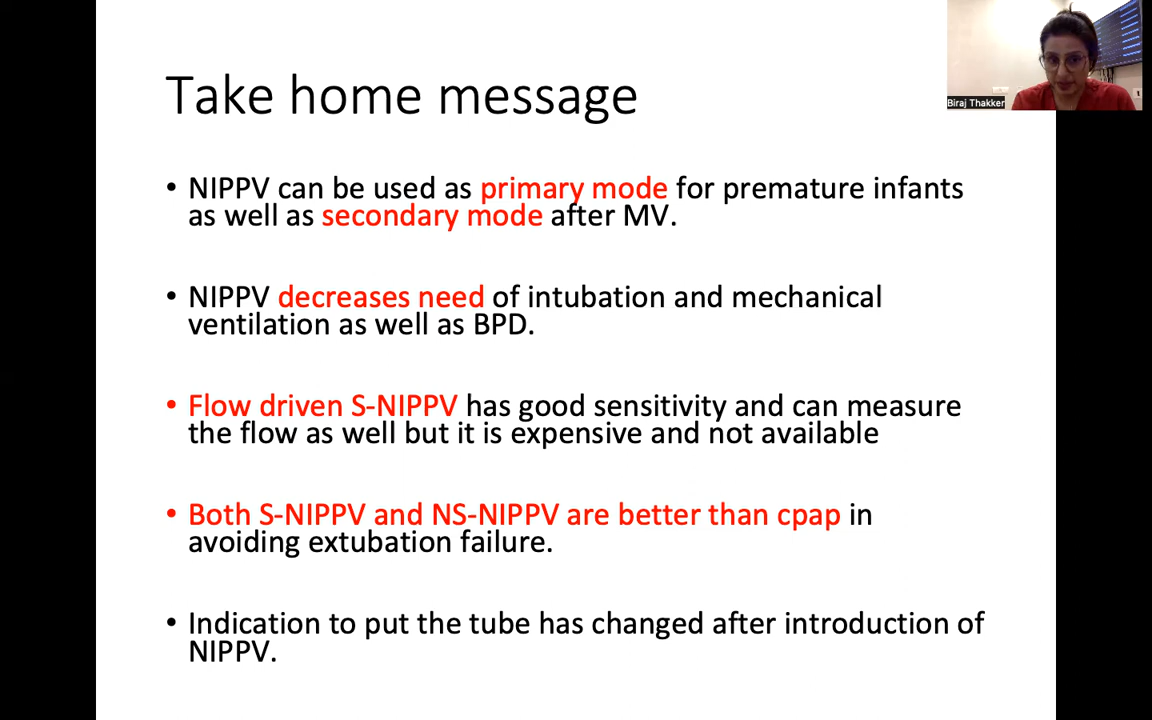 Take home message
Biraj Thakker
• NIPPV can be used as primary mode for premature infants
as well as secondary mode after MV.
• NIPPV decreases need of intubation and mechanical
ventilation as well as BPD.
• Flow driven S-NIPPV has good sensitivity and can measure
the flow as well but it is expensive and not available
• Both S-NIPPV and NS-NIPPV are better than cpap in
avoiding extubation failure.
• Indication to put the tube has changed after introduction of
NIPPV.